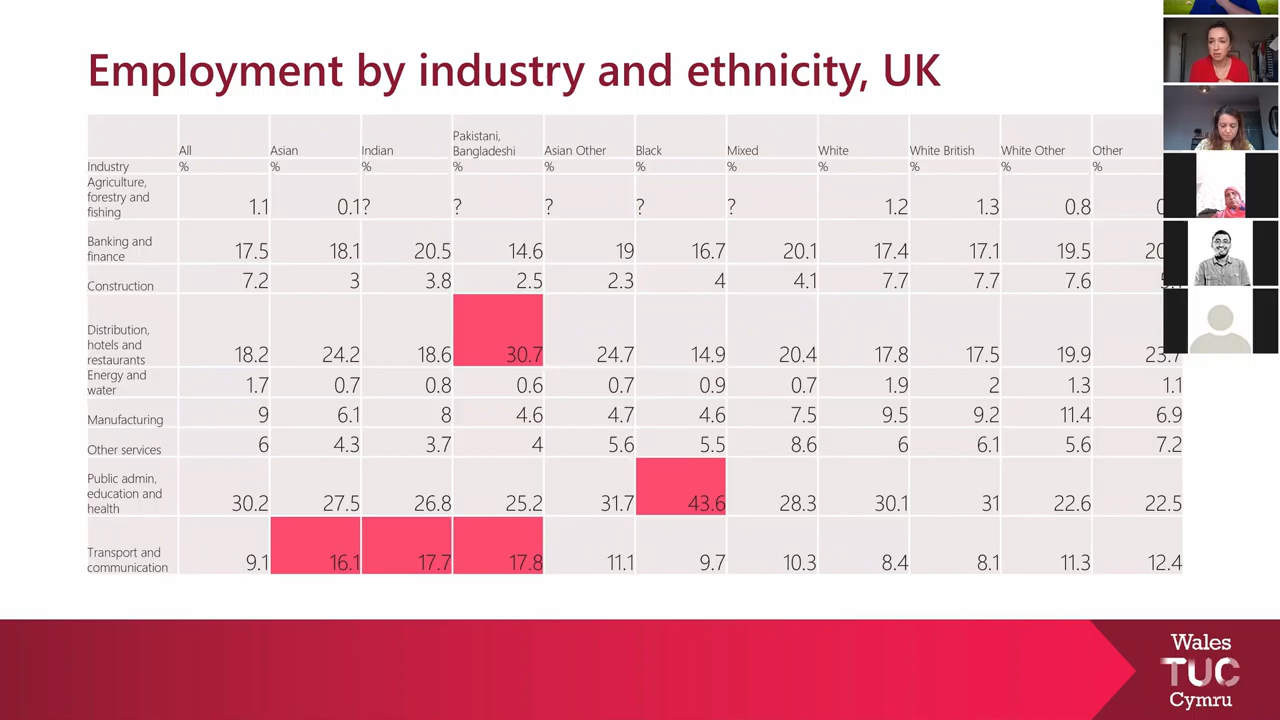 Employment by industry and ethnicity, UK
All Asian Indian Pakistani, Bangladeshi Asian Other Black Mixed White White British White Other Other
Industry % % % % % % % % % % %
Agriculture, forestry and fishing 1.1 0.1 ? ? ? ? ? 1.2 1.3 0.8
Banking and finance 17.5 18.1 20.5 14.6 19 16.7 20.1 17.4 17.1 19.5
Construction 7.2 3 3.8 2.5 2.3 4 4.1 7.7 7.7 7.6
Distribution, hotels and restaurants 18.2 24.2 18.6 30.7 24.7 14.9 20.4 17.8 17.5 19.9 23.7
Energy and water 1.7 0.7 0.8 0.6 0.7 0.9 0.7 1.9 2 1.3 1.1
Manufacturing 9 6.1 8 4.6 4.7 4.6 7.5 9.5 9.2 11.4 6.9
Other services 6 4.3 3.7 4 5.6 5.5 8.6 6 6.1 5.6 7.2
Public admin, education and health 30.2 27.5 26.8 25.2 31.7 43.6 28.3 30.1 31 22.6 22.5
Transport and communication 9.1 16.1 17.7 17.8 11.1 9.7 10.3 8.4 8.1 11.3 12.4
Wales
TUC
Cymru